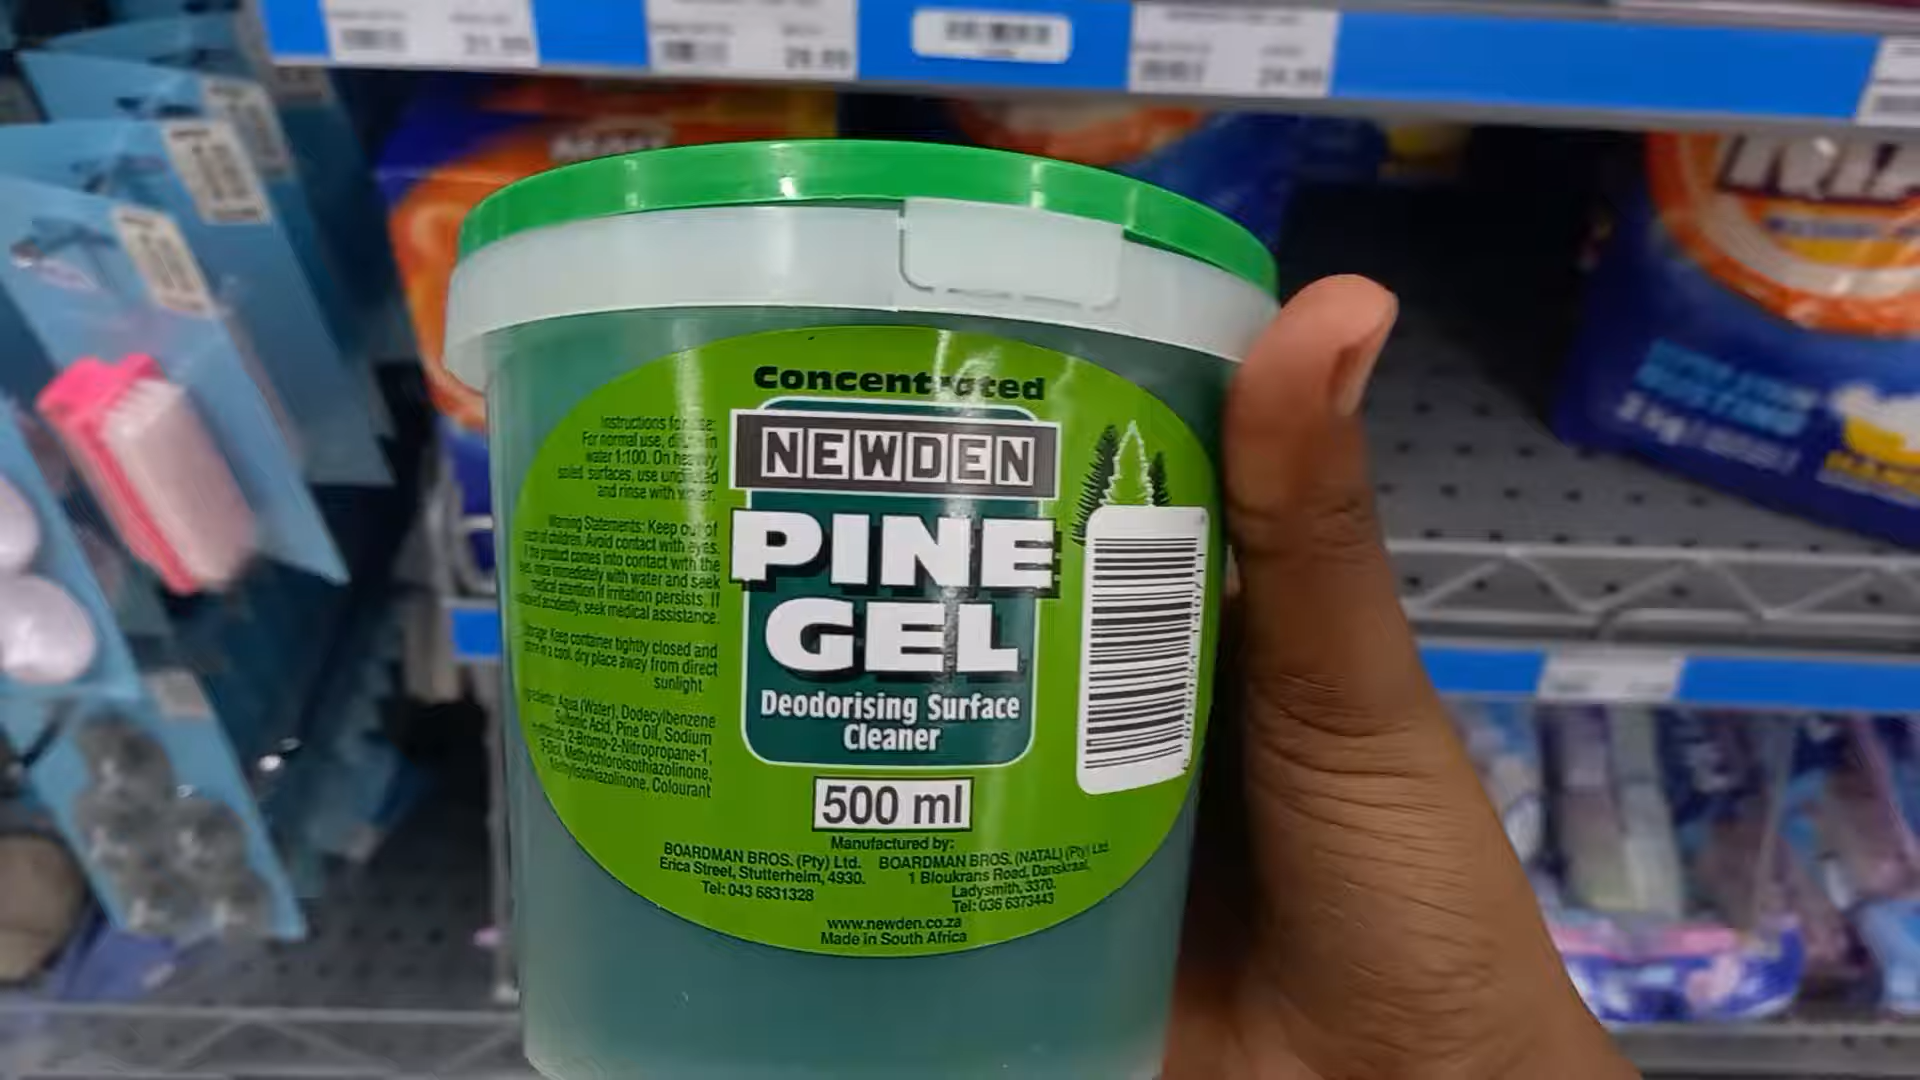 Concentrated
NEWDEN
PINE
GEL
Deodorising Surface
Cleaner
500 ml
Instructions for use:
For normal use, dilute in
water 1:100. On heavily
soiled surfaces, use undiluted
and rinse with water.
Warning Statements: Keep out of
reach of children. Avoid contact with eyes.
If the product comes into contact with the
eyes, rinse immediately with water and seek
medical attention if irritation persists. If
accidently, seek medical assistance.
Storage: Keep container tightly closed and
store in a cool, dry place away from direct
sunlight.
Ingredients: Aqua (Water), Dodecylbenzene
Sulfonic Acid, Pine Oil, Sodium
2-Bromo-2-Nitropropane-1,
3-Diol, Methylchloroisothiazolinone,
Methylisothiazolinone, Colourant
Manufactured by:
BOARDMAN BROS. (Pty) Ltd.
Erica Street, Stutterheim, 4930.
Tel: 043 6831328
BOARDMAN BROS. (NATAL) (Pty) Ltd.
1 Bloukrans Road, Danskraal,
Ladysmith, 3370.
Tel: 036 6373443
www.newden.co.za
Made in South Africa
2 kg